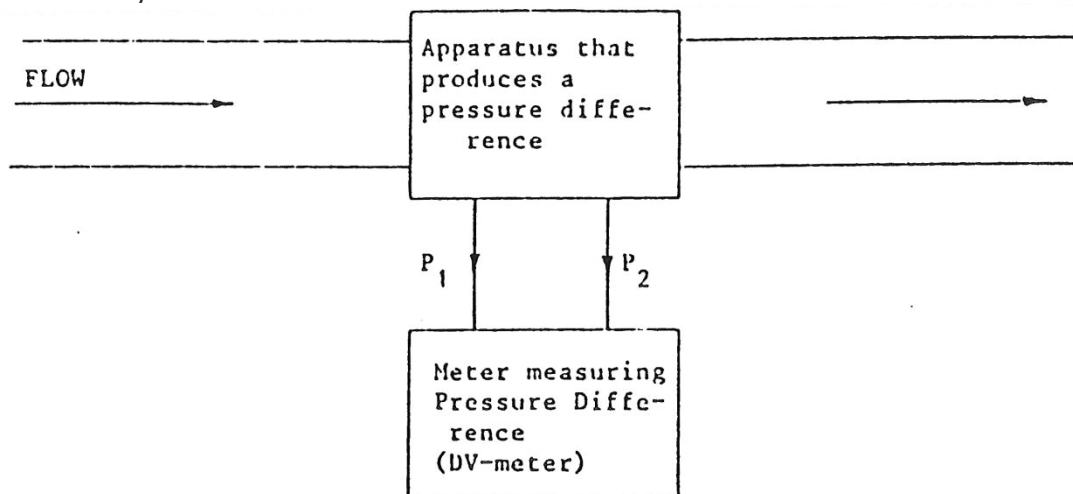 Apparatus that
FLOW
produces a
pressure diffe-
rence
P1
P2
Meter measuring
Pressure Diffe-
rence
(DV-meter)